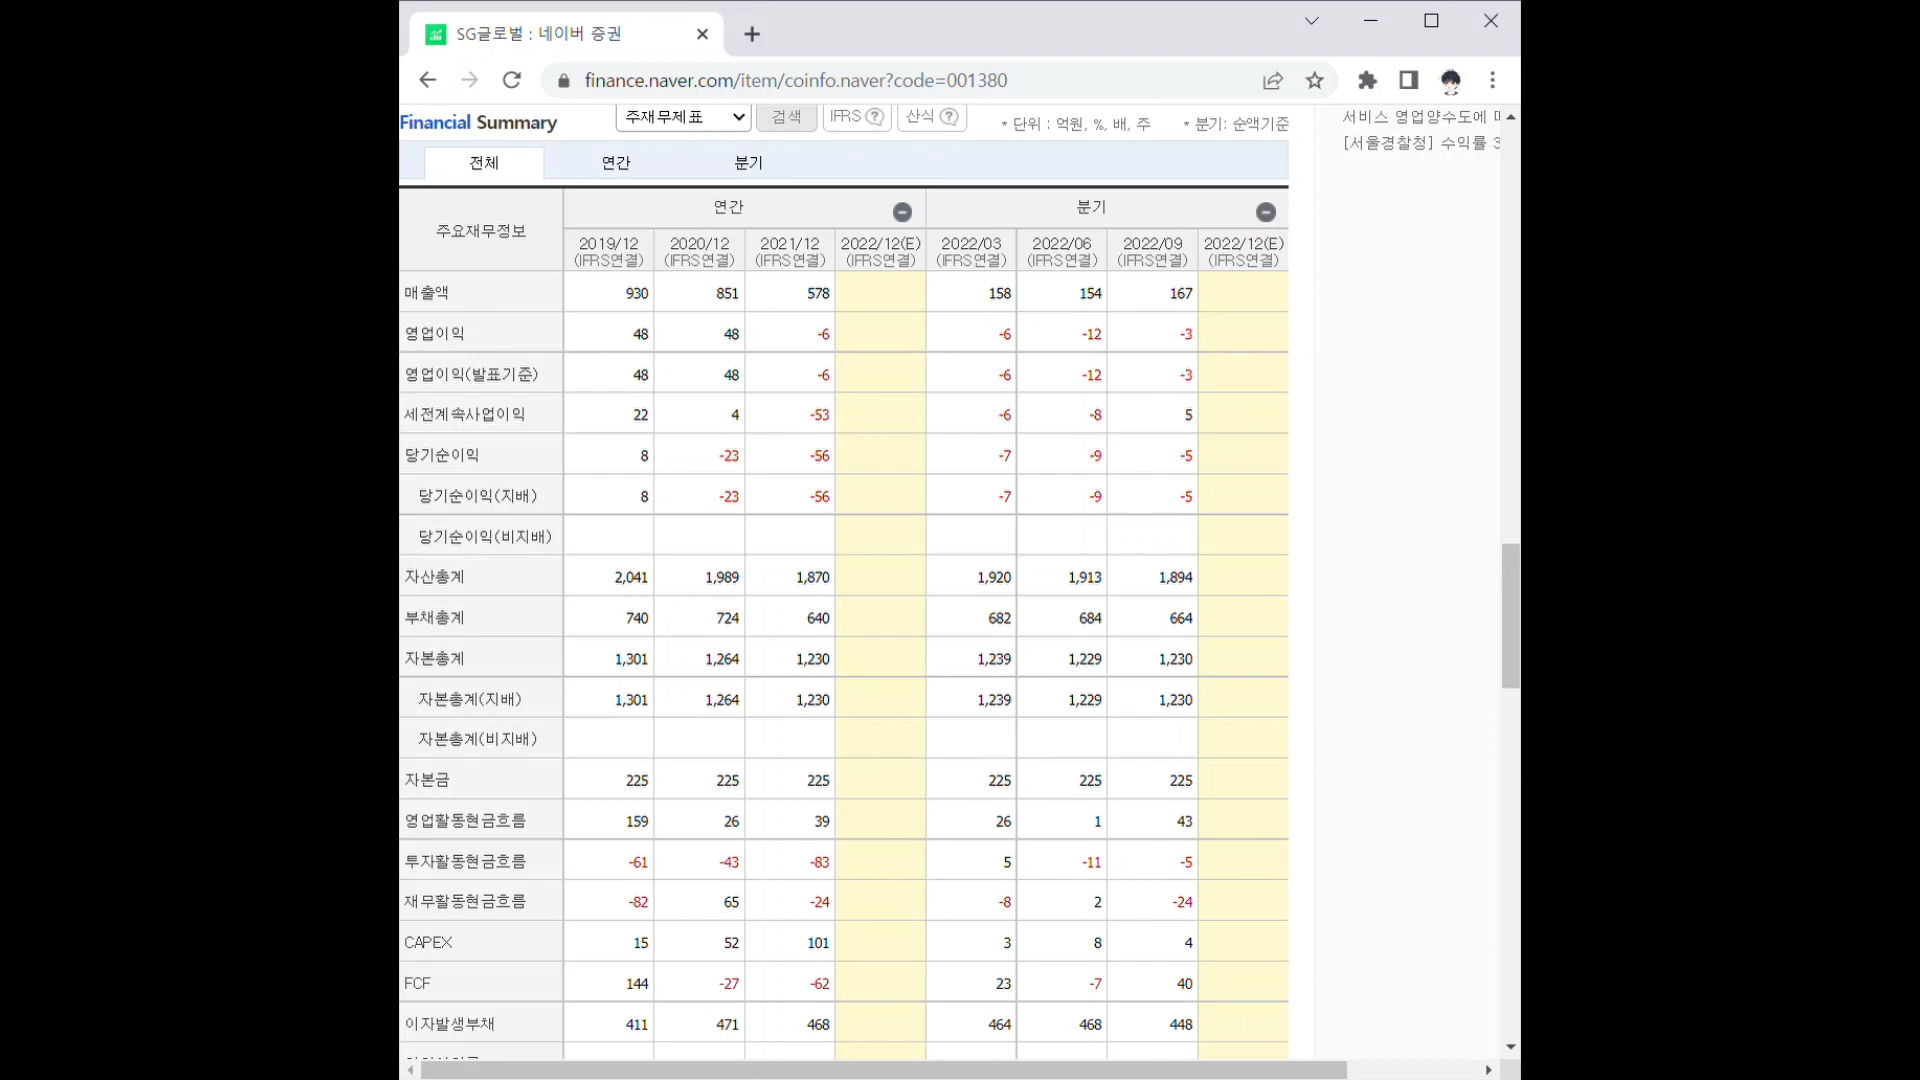 SG글로벌 : 네이버 증권
finance.naver.com/item/coinfo.naver?code=001380
Financial Summary 주재무제표 검색 IFRS ? 산식 ? * 단위 : 억원, %, 배, 주 * 분기: 순액기준
서비스 영업양수도에
[서울경찰청] 수익률 3
전체 연간 분기
주요재무정보 연간 분기
2019/12 2020/12 2021/12 2022/12(E) 2022/03 2022/06 2022/09 2022/12(E)
(IFRS연결) (IFRS연결) (IFRS연결) (IFRS연결) (IFRS연결) (IFRS연결) (IFRS연결) (IFRS연결)
매출액 930 851 578 158 154 167
영업이익 48 48 -6 -6 -12 -3
영업이익(발표기준) 48 48 -6 -6 -12 -3
세전계속사업이익 22 4 -53 -6 -8 5
당기순이익 8 -23 -56 -7 -9 -5
당기순이익(지배) 8 -23 -56 -7 -9 -5
당기순이익(비지배)
자산총계 2,041 1,989 1,870 1,920 1,913 1,894
부채총계 740 724 640 682 684 664
자본총계 1,301 1,264 1,230 1,239 1,229 1,230
자본총계(지배) 1,301 1,264 1,230 1,239 1,229 1,230
자본총계(비지배)
자본금 225 225 225 225 225 225
영업활동현금흐름 159 26 39 26 1 43
투자활동현금흐름 -61 -43 -83 5 -11 -5
재무활동현금흐름 -82 65 -24 -8 2 -24
CAPEX 15 52 101 3 8 4
FCF 144 -27 -62 23 -7 40
이자발생부채 411 471 468 464 468 448